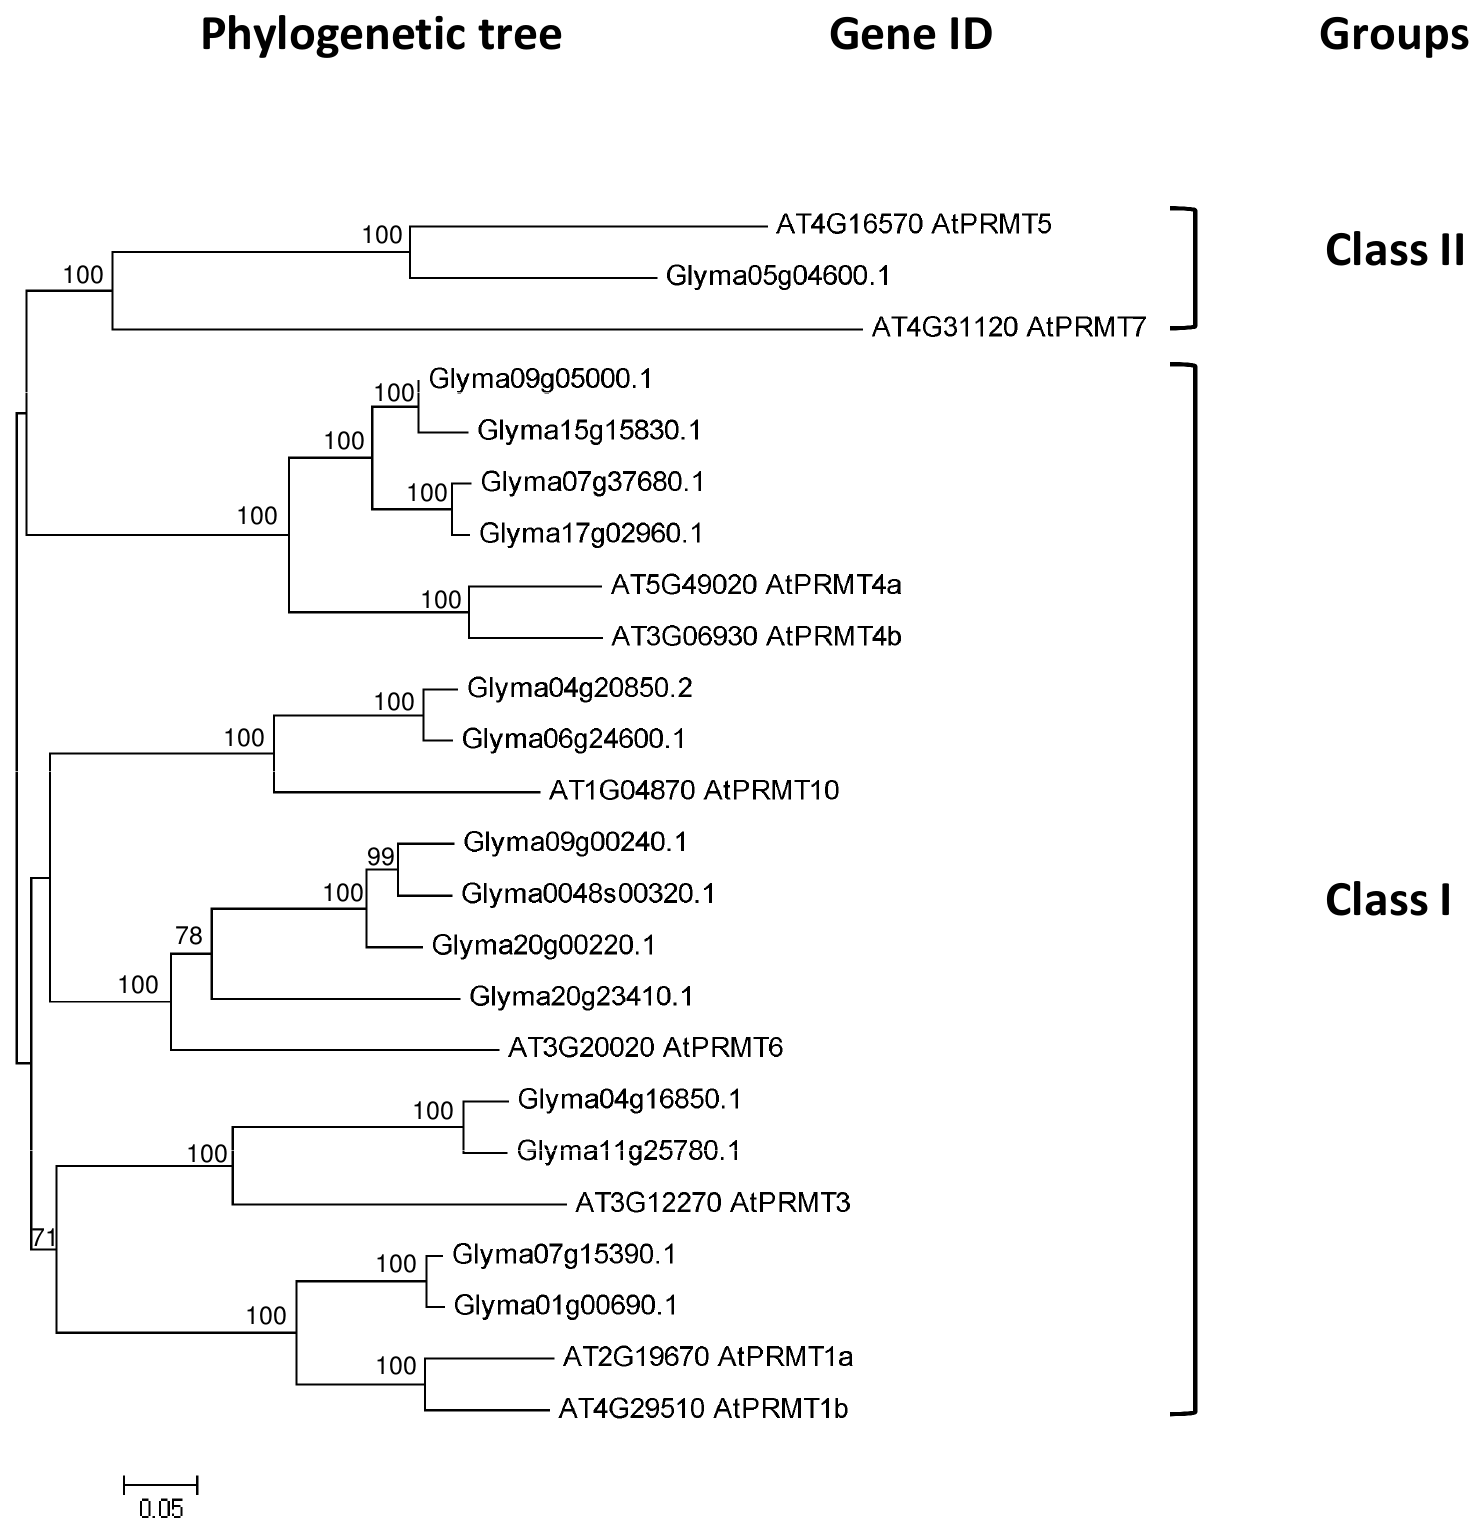 Phylogenetic tree Gene ID Groups
100 AT4G16570 AtPRMT5
Class II
100 Glyma05g04600.1
AT4G31120 AtPRMT7
Glyma09g05000.1
100
Glyma15g15830.1
100
Glyma07g37680.1
100
Glyma17g02960.1
100
AT5G49020 AtPRMT4a
100
AT3G06930 AtPRMT4b
Glyma04g20850.2
100
Glyma06g24600.1
100
AT1G04870 AtPRMT10
Glyma09g00240.1
99
Glyma0048s00320.1
100
Class I
78 Glyma20g00220.1
100 Glyma20g23410.1
AT3G20020 AtPRMT6
Glyma04g16850.1
100
Glyma11g25780.1
100
AT3G12270 AtPRMT3
71
Glyma07g15390.1
100
Glyma01g00690.1
100
AT2G19670 AtPRMT1a
100
AT4G29510 AtPRMT1b
0.05